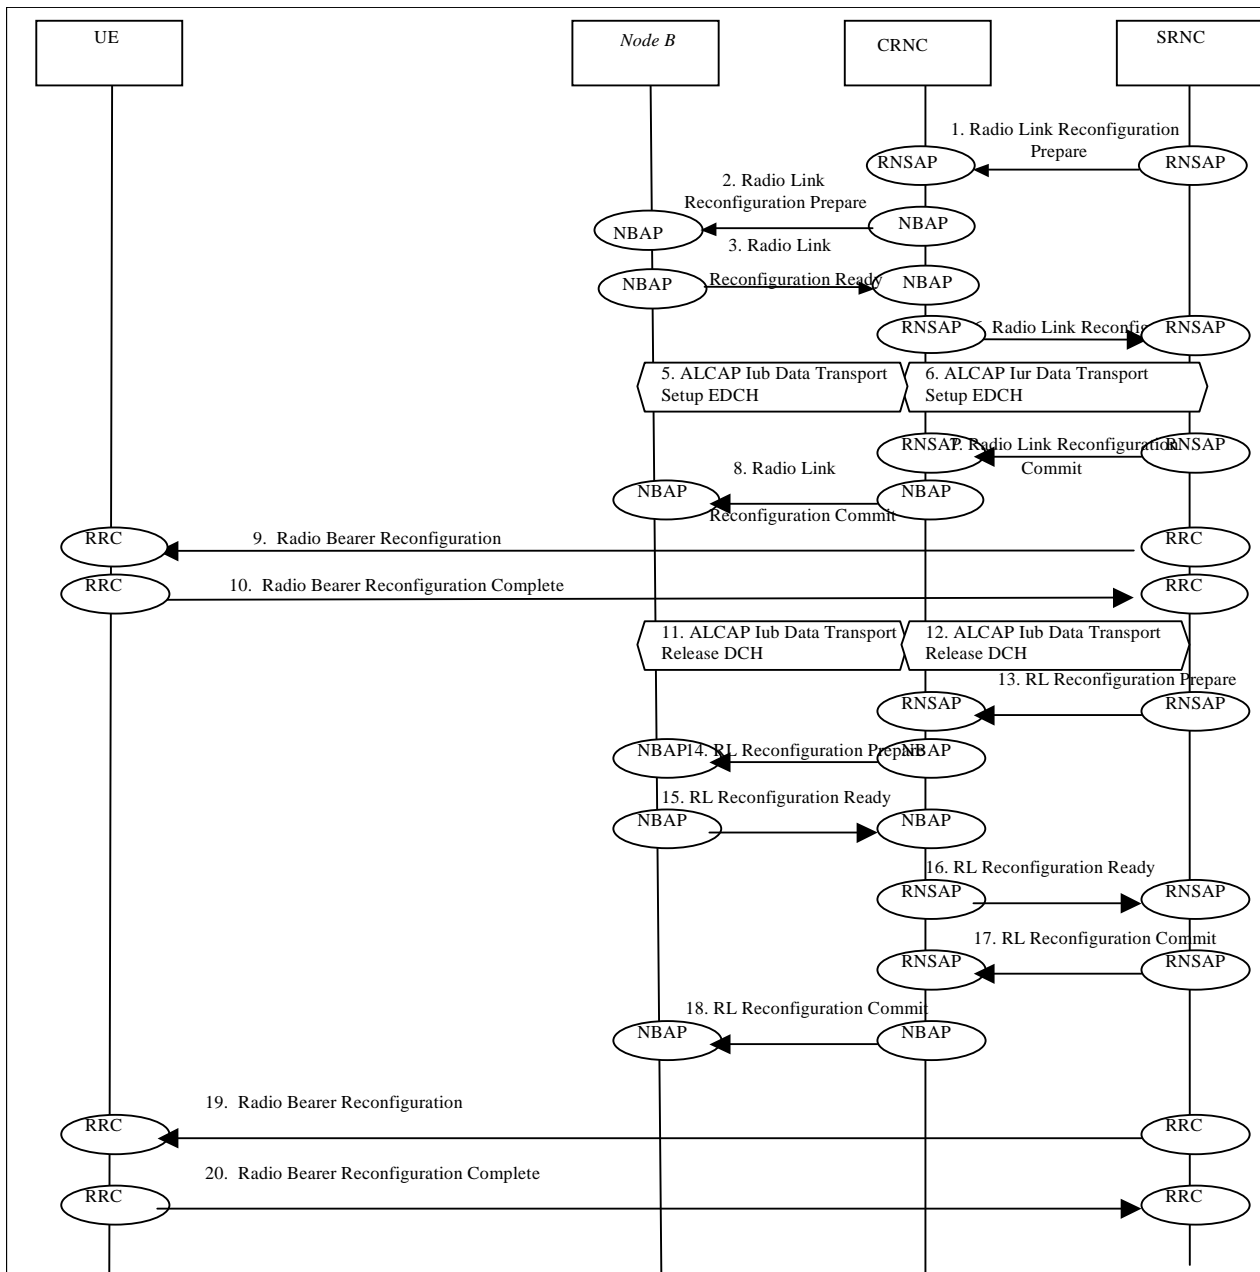 UE
Node B
CRNC
SRNC
1. Radio Link Reconfiguration
Prepare
RNSAP
RNSAP
2. Radio Link
Reconfiguration Prepare
NBAP
NBAP
3. Radio Link
Reconfiguration Ready
NBAP
NBAP
RNSAP
Radio Link Reconfig
RNSAP
5. ALCAP Iub Data Transport
Setup EDCH
6. ALCAP Iur Data Transport
Setup EDCH
RNSAP
7. Radio Link Reconfiguration
Commit
RNSAP
8. Radio Link
Reconfiguration Commit
NBAP
NBAP
RRC
9. Radio Bearer Reconfiguration
RRC
RRC
10. Radio Bearer Reconfiguration Complete
RRC
11. ALCAP Iub Data Transport
Release DCH
12. ALCAP Iub Data Transport
Release DCH
13. RL Reconfiguration Prepare
RNSAP
RNSAP
NBAP
14. RL Reconfiguration Prepare
NBAP
15. RL Reconfiguration Ready
NBAP
NBAP
16. RL Reconfiguration Ready
RNSAP
RNSAP
17. RL Reconfiguration Commit
RNSAP
RNSAP
18. RL Reconfiguration Commit
NBAP
NBAP
19. Radio Bearer Reconfiguration
RRC
RRC
20. Radio Bearer Reconfiguration Complete
RRC
RRC